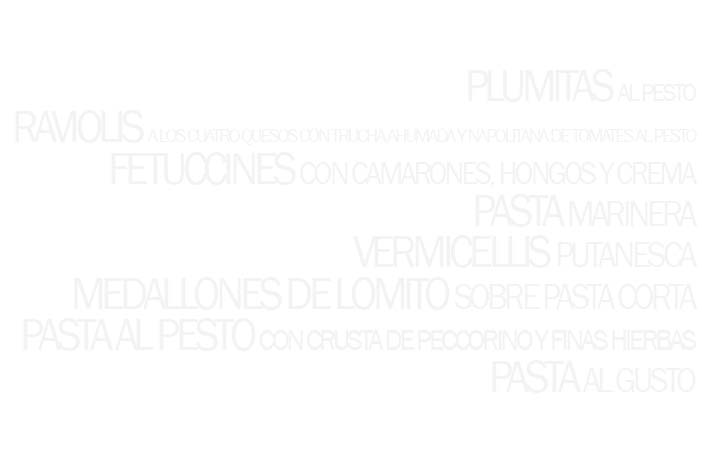 PLUMITAS AL PESTO
RAVIOLIS A LOS CUATRO QUESOS CON TRUCHA AHUMADA Y NAPOLITANA DE TOMATES AL PESTO
FETUCCINES CON CAMARONES, HONGOS Y CREMA
PASTA MARINERA
VERMICELLIS PUTANESCA
MEDALLONES DE LOMITO SOBRE PASTA CORTA
PASTA AL PESTO CON CRUSTA DE PECCORINO Y FINAS HIERBAS
PASTA AL GUSTO